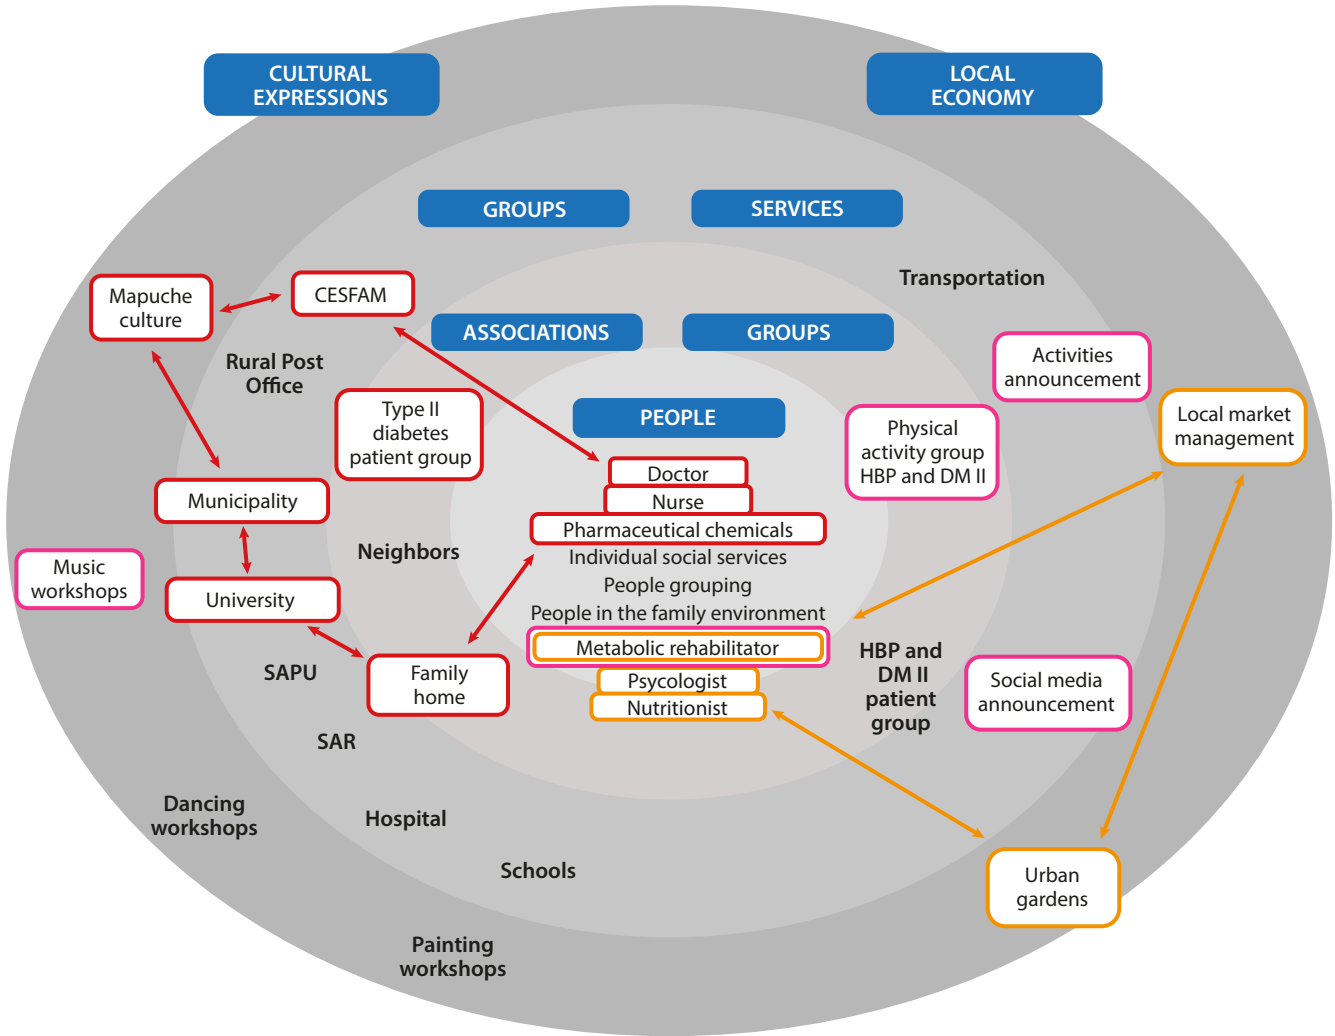 CULTURAL
EXPRESSIONS
LOCAL
ECONOMY
GROUPS
SERVICES
Transportation
Mapuche
culture
CESFAM
ASSOCIATIONS
GROUPS
Rural Post
Office
Activities
announcement
Type II
diabetes
patient group
PEOPLE
Physical
activity group
HBP and DM II
Local market
management
Doctor
Nurse
Pharmaceutical chemicals
Individual social services
People grouping
People in the family environment
Metabolic rehabilitator
Psycologist
Nutritionist
Municipality
Neighbors
Music
workshops
University
SAPU
Family
home
HBP and
DM II
patient
group
Social media
announcement
SAR
Dancing
workshops
Hospital
Schools
Urban
gardens
Painting
workshops